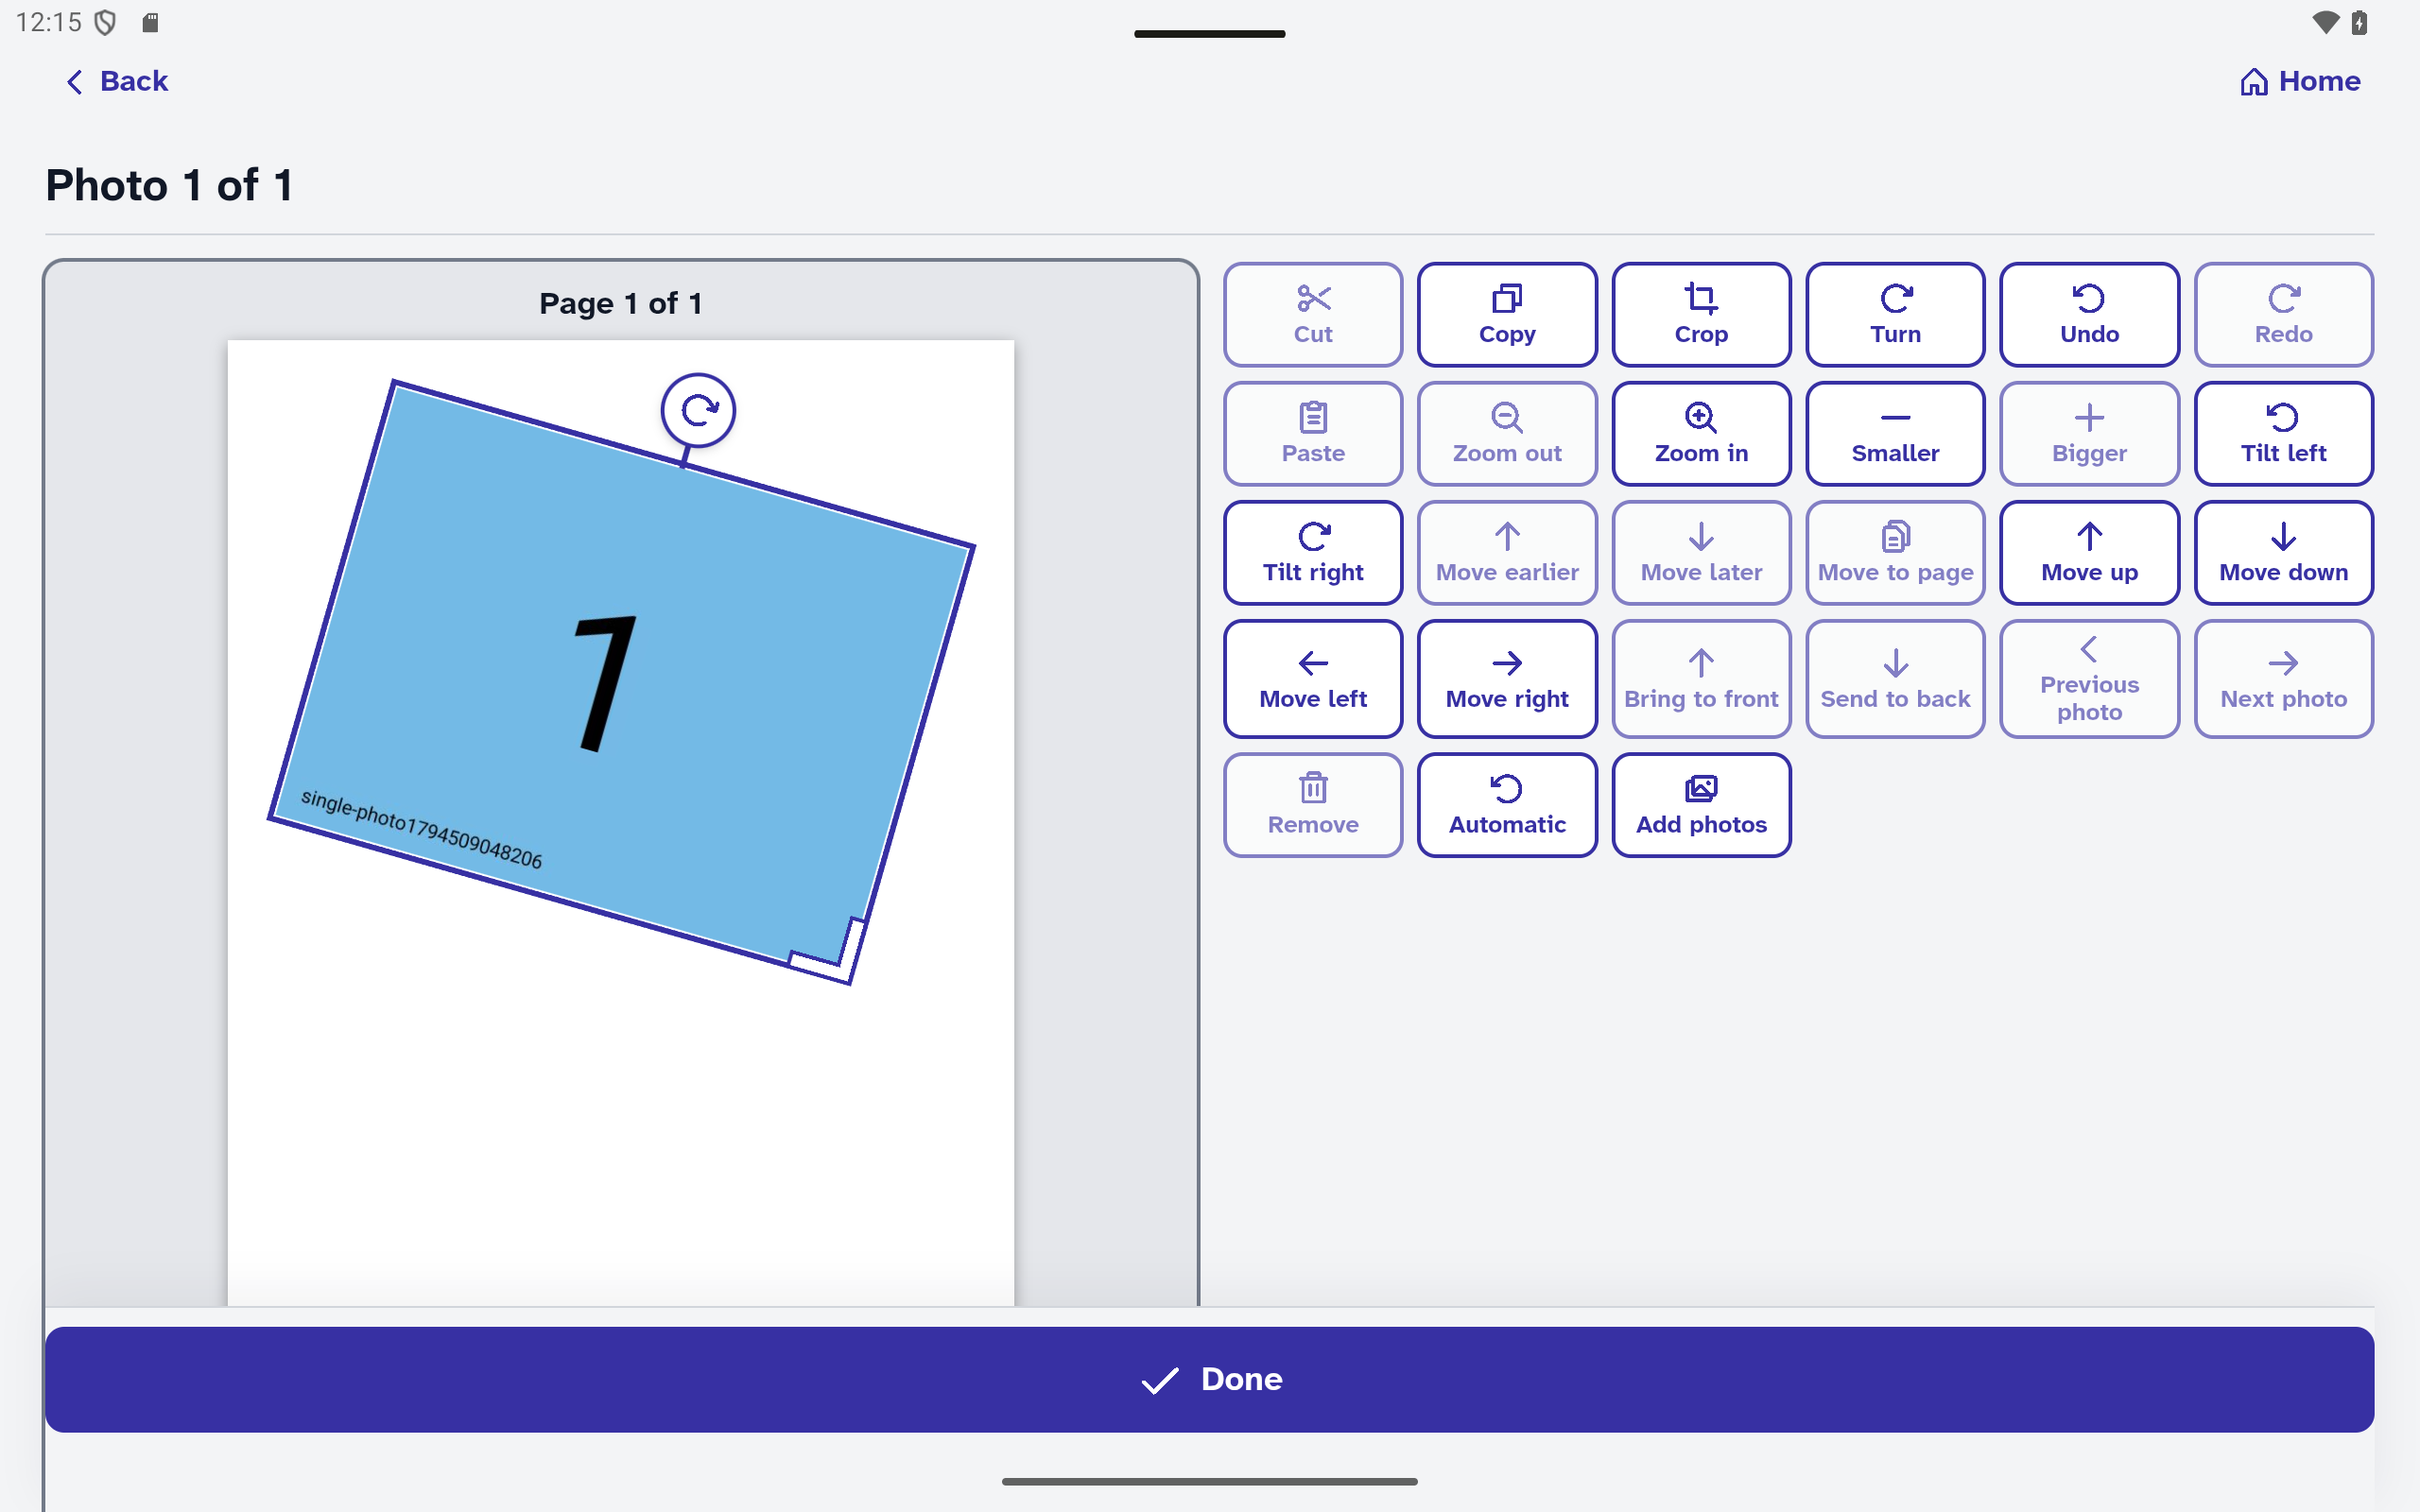 12:15
Back
Home
Photo 1 of 1
Page 1 of 1
1
single-photo1794509048206
Cut
Copy
Crop
Turn
Undo
Redo
Paste
Zoom out
Zoom in
Smaller
Bigger
Tilt left
Tilt right
Move earlier
Move later
Move to page
Move up
Move down
Move left
Move right
Bring to front
Send to back
Previous
photo
Next photo
Remove
Automatic
Add photos
Done